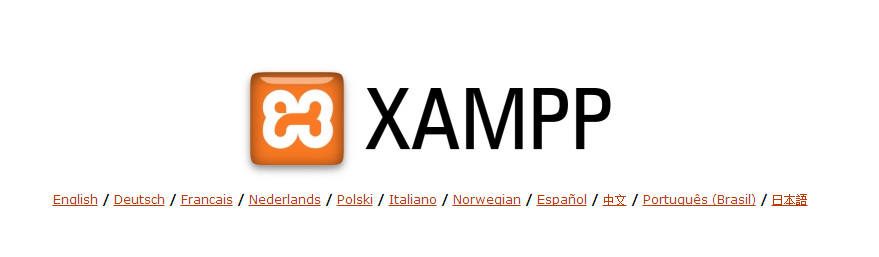 XAMPP
English / Deutsch / Francais / Nederlands / Polski / Italiano / Norwegian / Español / 中文 / Português (Brasil) / 日本語